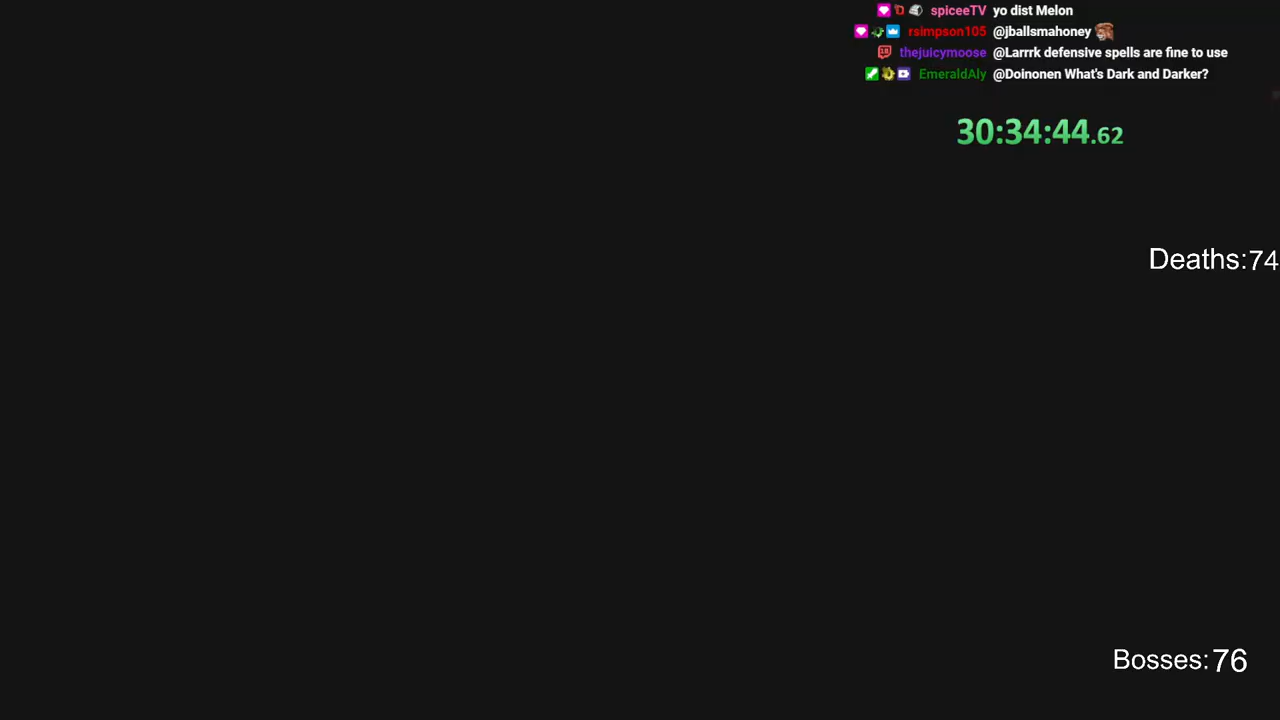 spiceeTV yo dist Melon
rsimpson105 @jballsmahoney
thejuicymoose @Larrrk defensive spells are fine to use
EmeraldAly @Doinonen What's Dark and Darker?
30:34:44.62
Deaths:74
Bosses:76